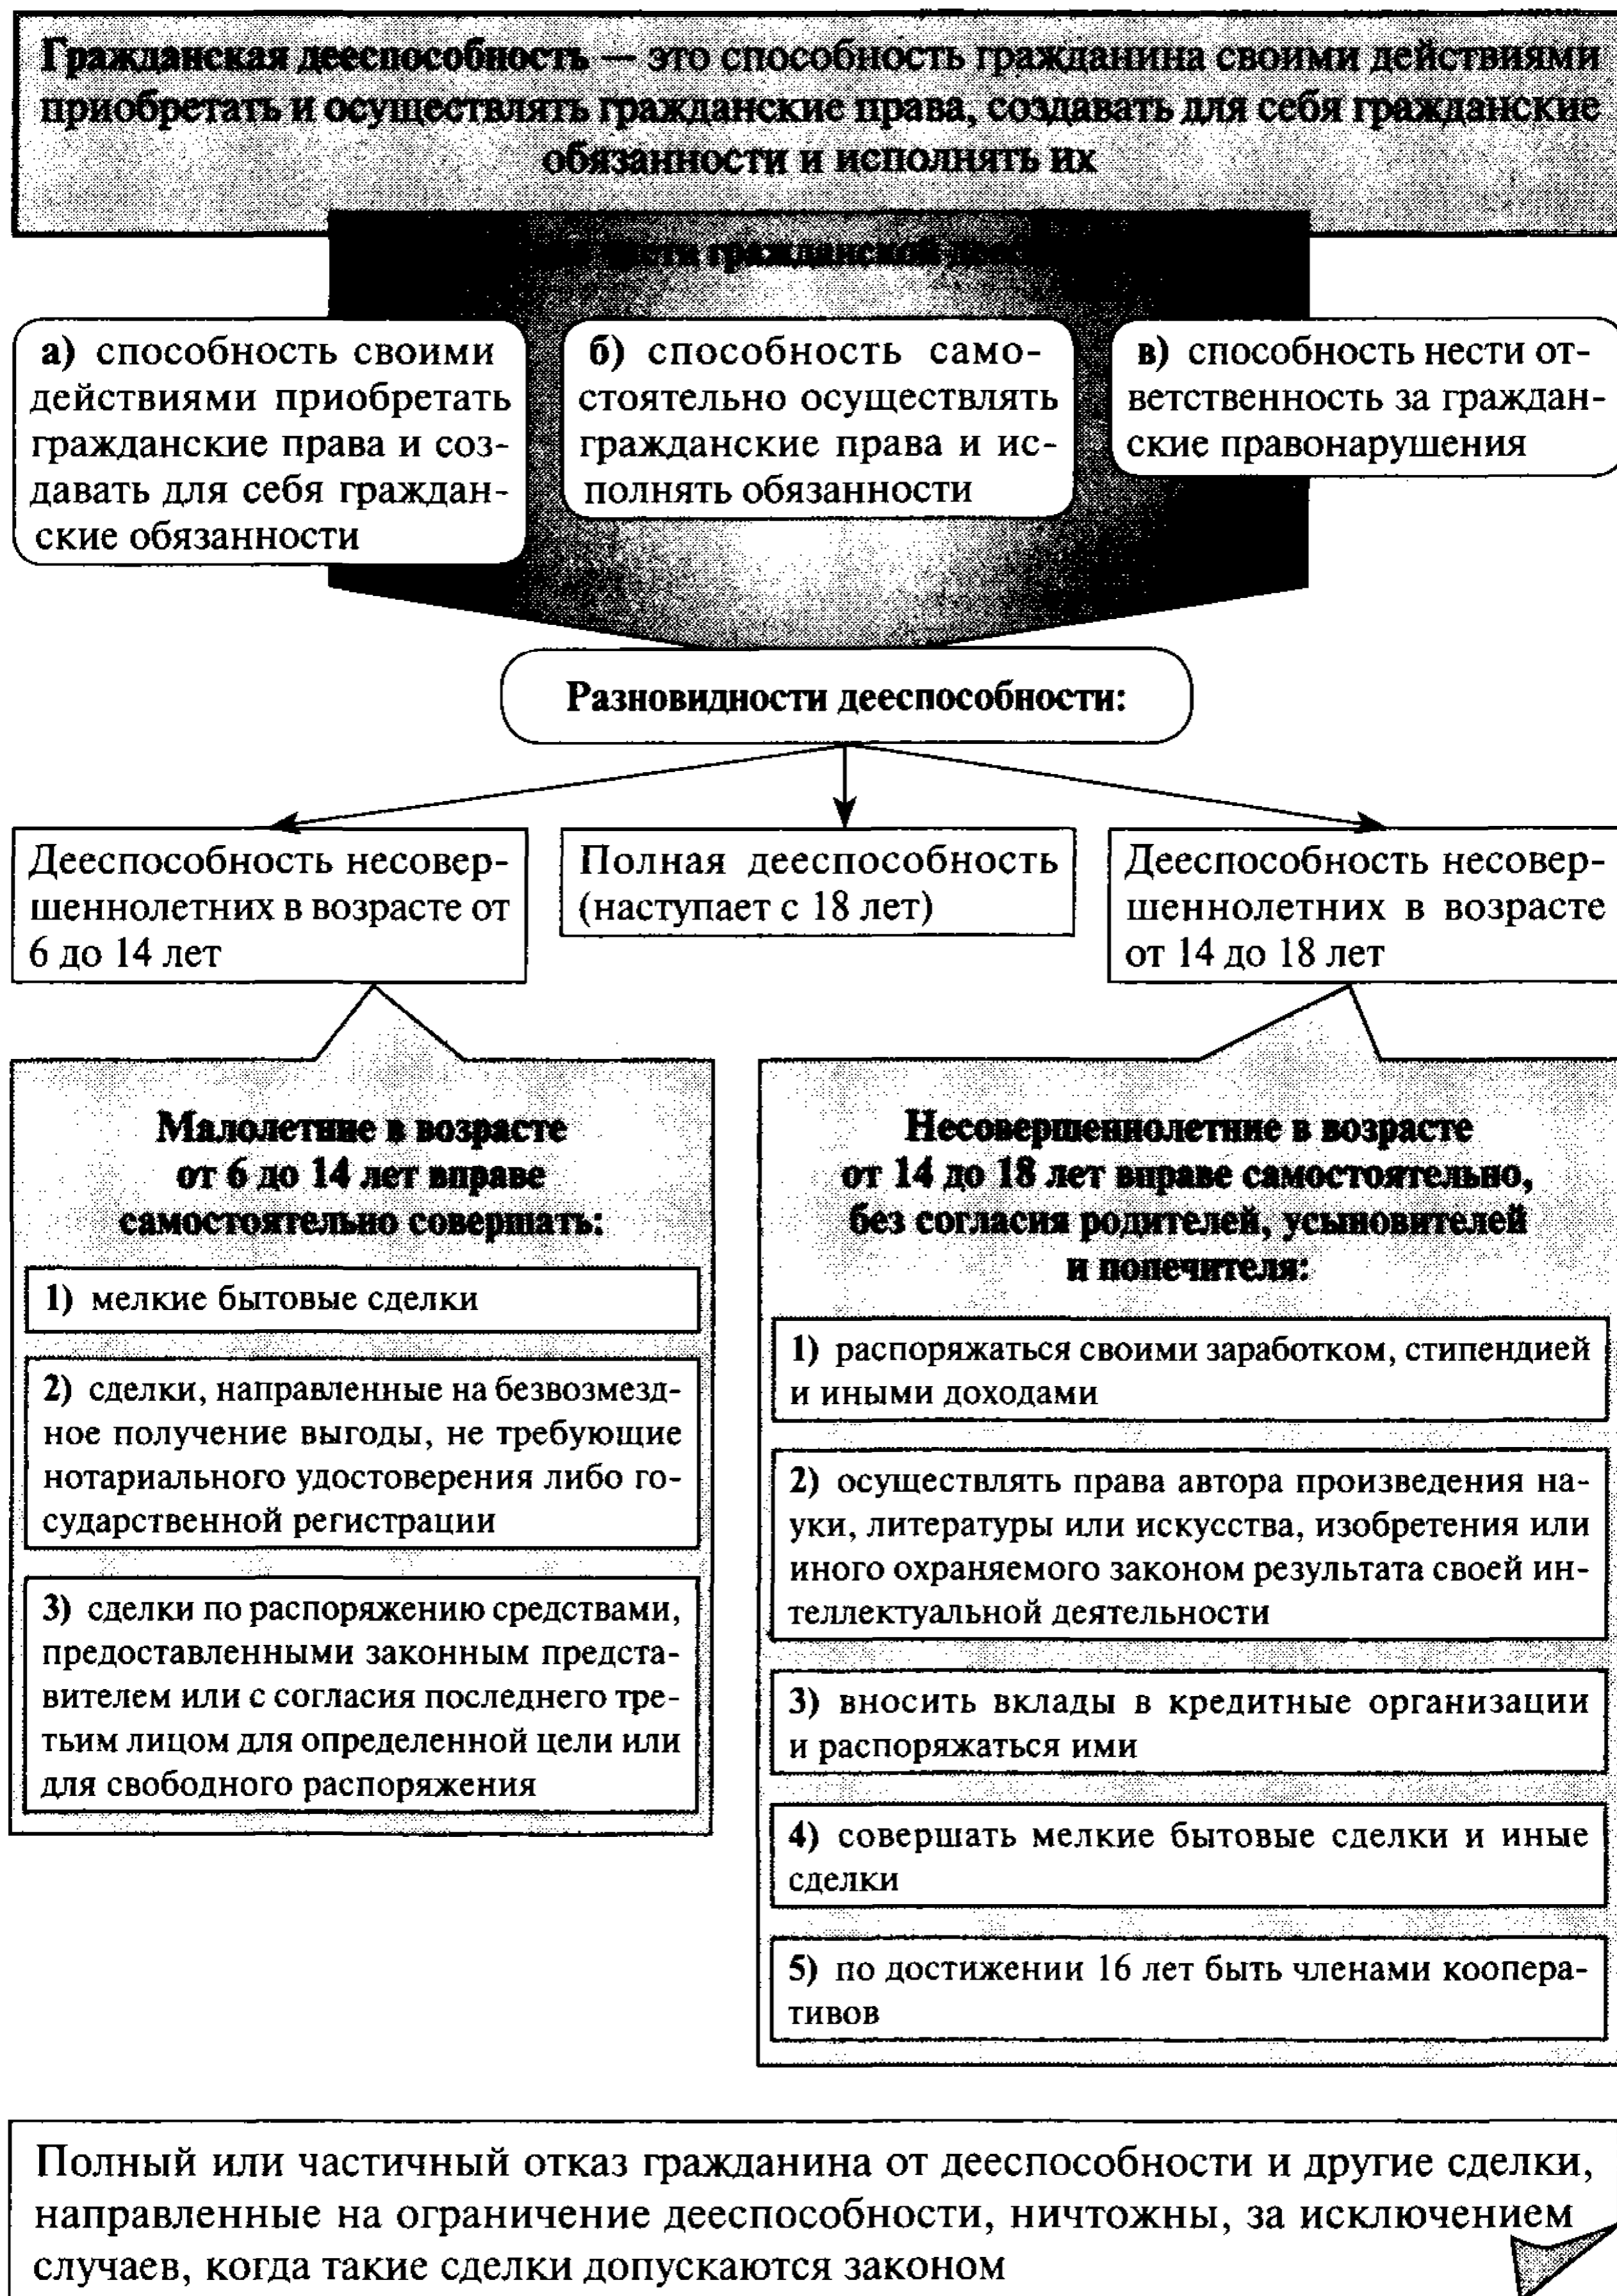 Гражданская дееспособность — это способность гражданина своими действиями
приобретать и осуществлять гражданские права, создавать для себя гражданские
обязанности и исполнять их
гражданской
а) способность своими
действиями приобретать
гражданские права и соз-
давать для себя граждан-
ские обязанности
б) способность само-
стоятельно осуществлять
гражданские права и ис-
полнять обязанности
в) способность нести от-
ветственность за граждан-
ские правонарушения
Разновидности дееспособности:
Дееспособность несовер-
шеннолетних в возрасте от
6 до 14 лет
Полная дееспособность
(наступает с 18 лет)
Дееспособность несовер-
шеннолетних в возрасте
от 14 до 18 лет
Малолетние в возрасте
от 6 до 14 лет вправе
самостоятельно совершать:
1) мелкие бытовые сделки
2) сделки, направленные на безвозмезд-
ное получение выгоды, не требующие
нотариального удостоверения либо го-
сударственной регистрации
3) сделки по распоряжению средствами,
предоставленными законным предста-
вителем или с согласия последнего тре-
тьим лицом для определенной цели или
для свободного распоряжения
Несовершеннолетние в возрасте
от 14 до 18 лет вправе самостоятельно,
без согласия родителей, усыновителей
и попечителя:
1) распоряжаться своими заработком, стипендией
и иными доходами
2) осуществлять права автора произведения на-
уки, литературы или искусства, изобретения или
иного охраняемого законом результата своей ин-
теллектуальной деятельности
3) вносить вклады в кредитные организации
и распоряжаться ими
4) совершать мелкие бытовые сделки и иные
сделки
5) по достижении 16 лет быть членами коопера-
тивов
Полный или частичный отказ гражданина от дееспособности и другие сделки,
направленные на ограничение дееспособности, ничтожны, за исключением
случаев, когда такие сделки допускаются законом